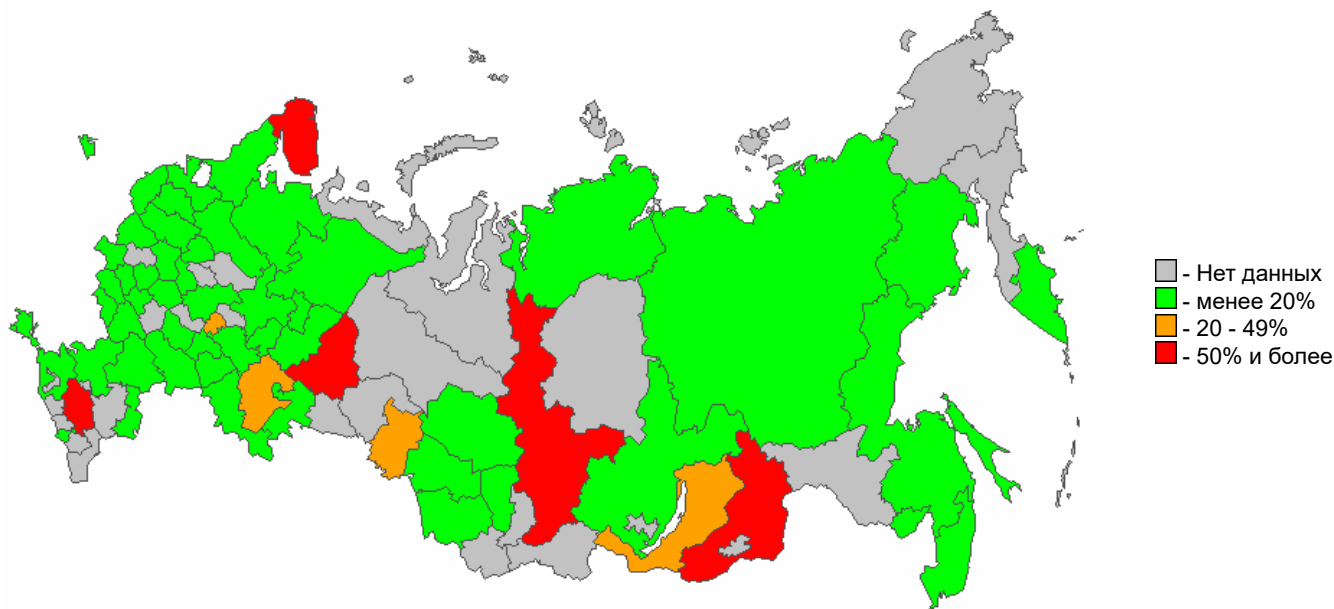 - Нет данных
- менее 20%
- 20 - 49%
- 50% и более